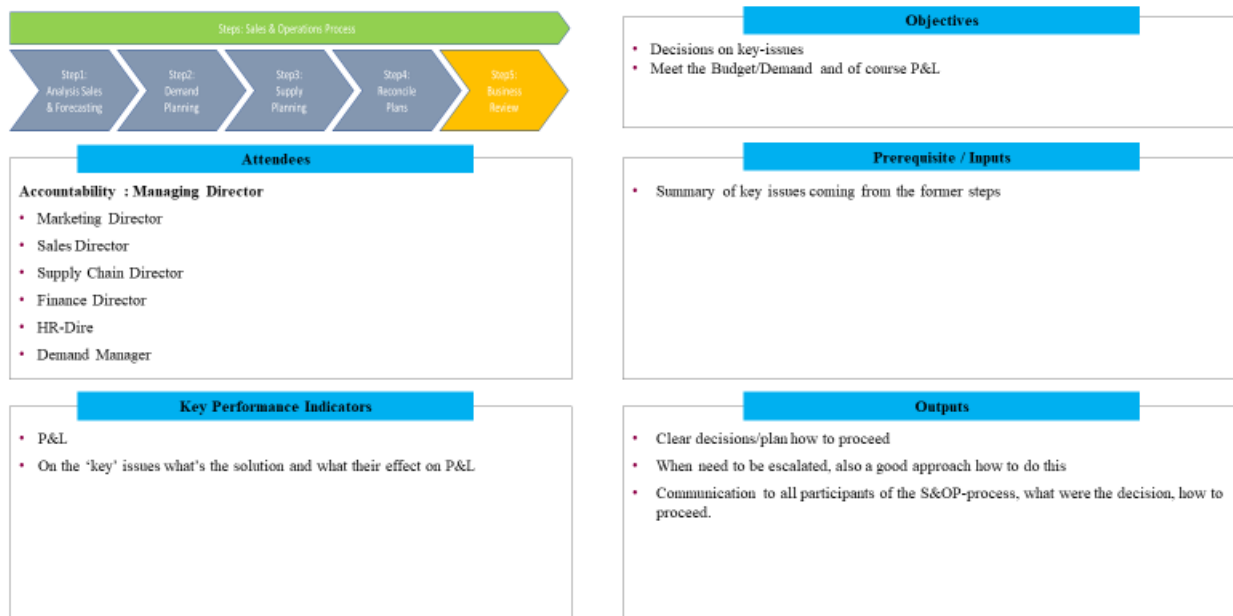 Steps: Sales & Operations Process
Step1:
Analysis Sales
& Forecasting
Step2:
Demand
Planning
Step3:
Supply
Planning
Step4:
Reconcile
Plans
Step5:
Business
Review
Objectives
• Decisions on key-issues
• Meet the Budget/Demand and of course P&L
Attendees
Accountability : Managing Director
• Marketing Director
• Sales Director
• Supply Chain Director
• Finance Director
• HR-Dire
• Demand Manager
Prerequisite / Inputs
• Summary of key issues coming from the former steps
Key Performance Indicators
• P&L
• On the ‘key’ issues what’s the solution and what their effect on P&L
Outputs
• Clear decisions/plan how to proceed
• When need to be escalated, also a good approach how to do this
• Communication to all participants of the S&OP-process, what were the decision, how to
proceed.